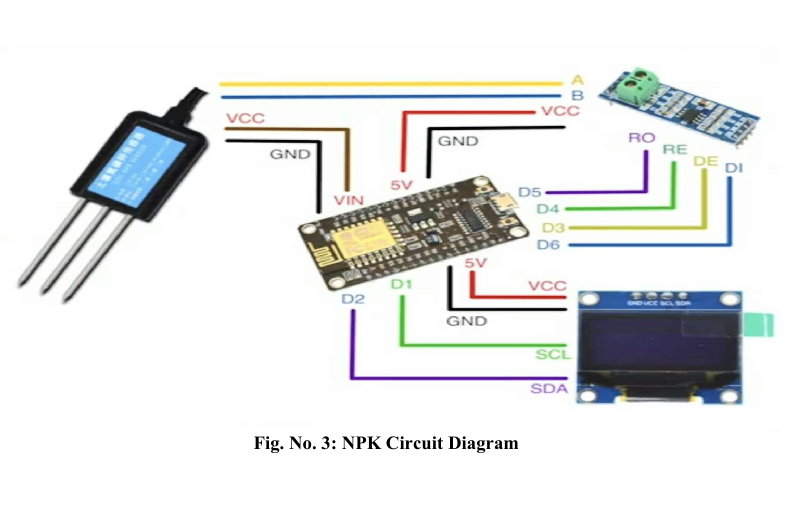 A
B
VCC
VCC
GND
GND
RO
RE
DE
DI
VIN
5V
D5
D4
D3
D6
5V
D1
D2
VCC
GND
GND VCC SCL SDA
SCL
SDA
Fig. No. 3: NPK Circuit Diagram